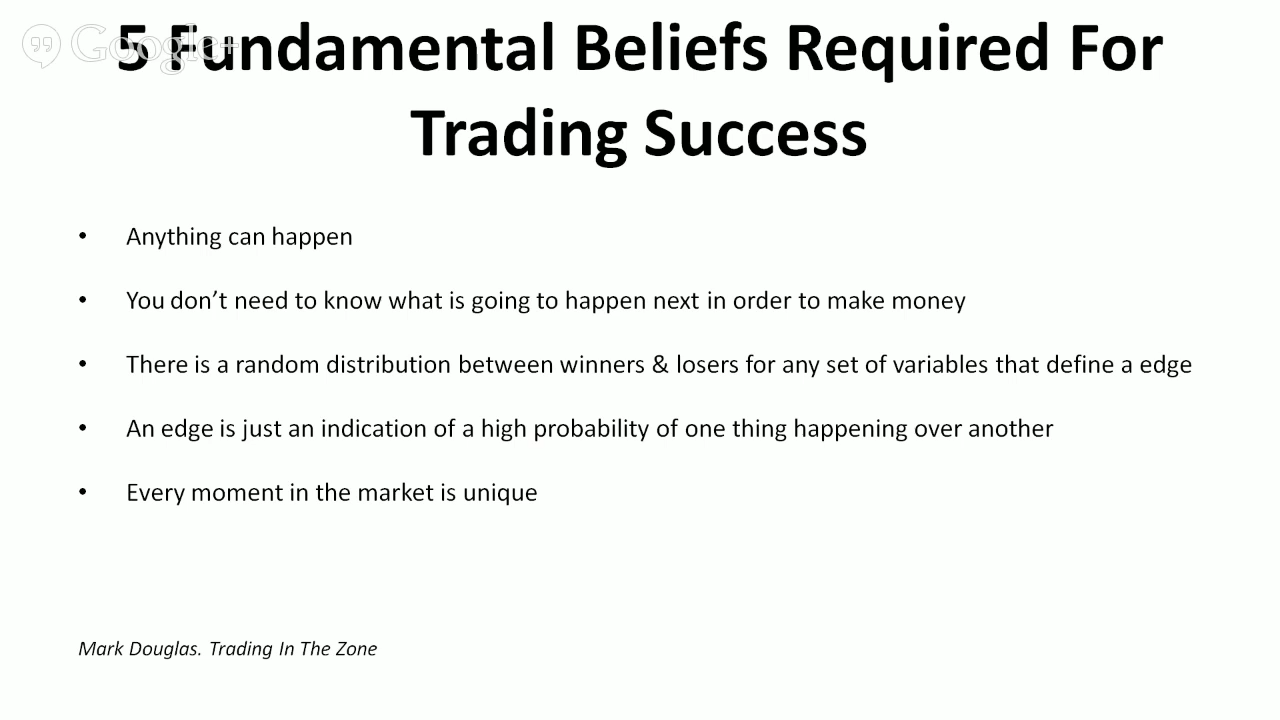 Google+
5 Fundamental Beliefs Required For
Trading Success
• Anything can happen
• You don’t need to know what is going to happen next in order to make money
• There is a random distribution between winners & losers for any set of variables that define a edge
• An edge is just an indication of a high probability of one thing happening over another
• Every moment in the market is unique
Mark Douglas. Trading In The Zone